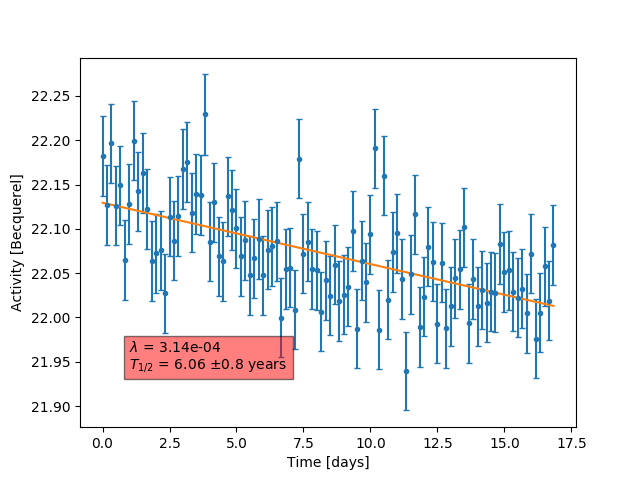 22.25
22.20
22.15
22.10
22.05
22.00
21.95
21.90
Activity [Becquerel]
λ = 3.14e-04
T1/2 = 6.06 ±0.8 years
0.0 2.5 5.0 7.5 10.0 12.5 15.0 17.5
Time [days]